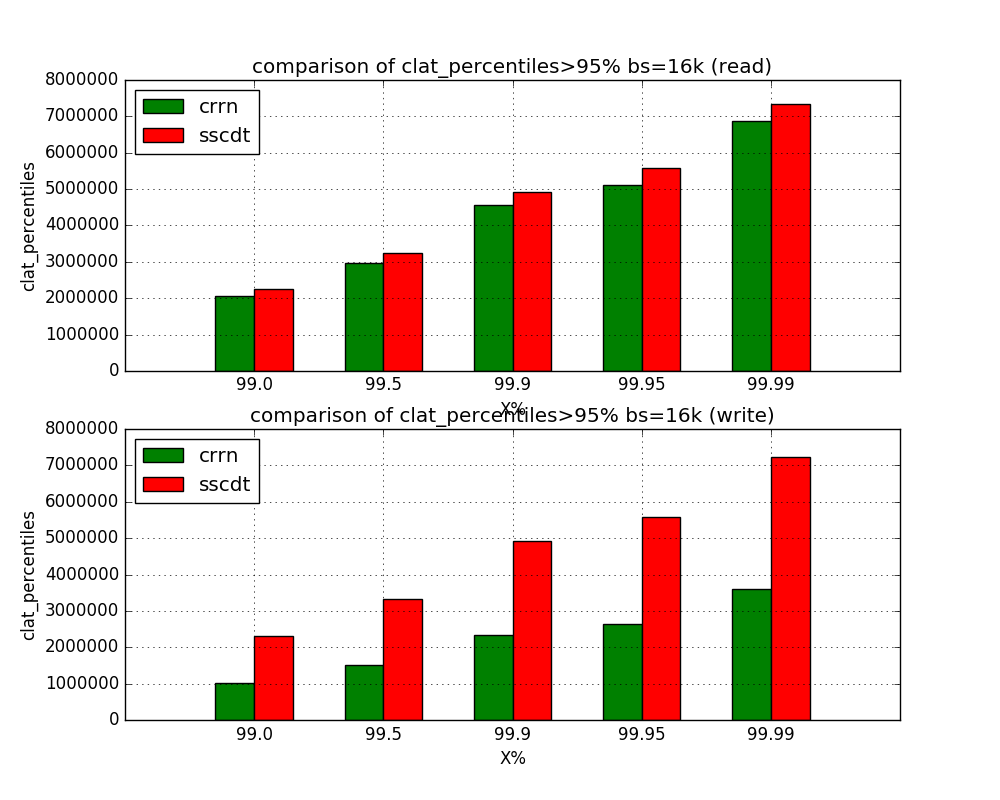 comparison of clat_percentiles>95% bs=16k (read)
8000000
7000000
6000000
5000000
4000000
3000000
2000000
1000000
0
clat_percentiles
crrn
sscdt
99.0 99.5 99.9 99.95 99.99
X%
comparison of clat_percentiles>95% bs=16k (write)
8000000
7000000
6000000
5000000
4000000
3000000
2000000
1000000
0
clat_percentiles
crrn
sscdt
99.0 99.5 99.9 99.95 99.99
X%